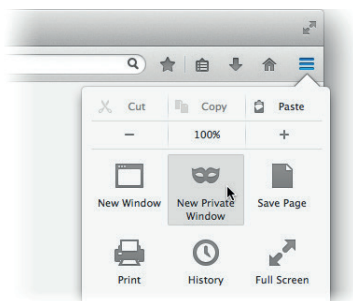 Cut Copy Paste
− 100% +
New Window New Private Save Page
Window
Print History Full Screen